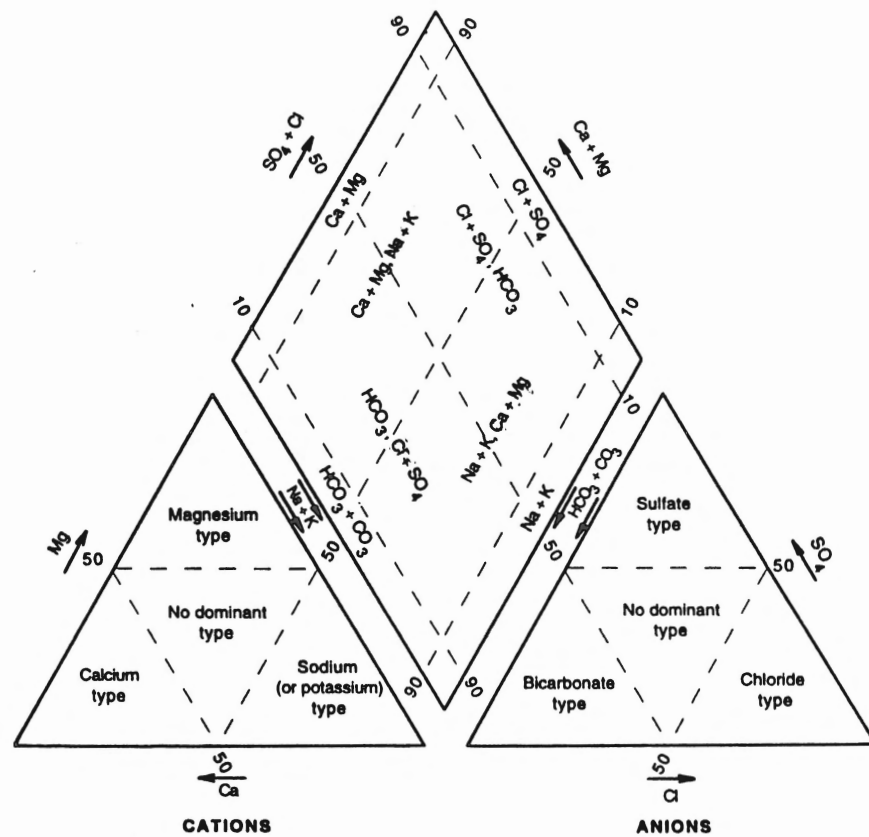 90
90
SO₄ + Cl
50
Ca + Mg
50
Ca + Mg
Cl + SO₄
Ca + Mg, Na + K
Cl + SO₄, HCO₃
10
10
HCO₃, Cl + SO₄
Na + K, Ca + Mg
10
HCO₃ + CO₃
Na + K
Na + K
HCO₃ + CO₃
Mg
50
Magnesium
type
50
50
Sulfate
type
50
SO₄
No dominant
type
No dominant
type
Calcium
type
Sodium
(or potassium)
type
90
90
Bicarbonate
type
Chloride
type
50
Ca
50
Cl
CATIONS
ANIONS